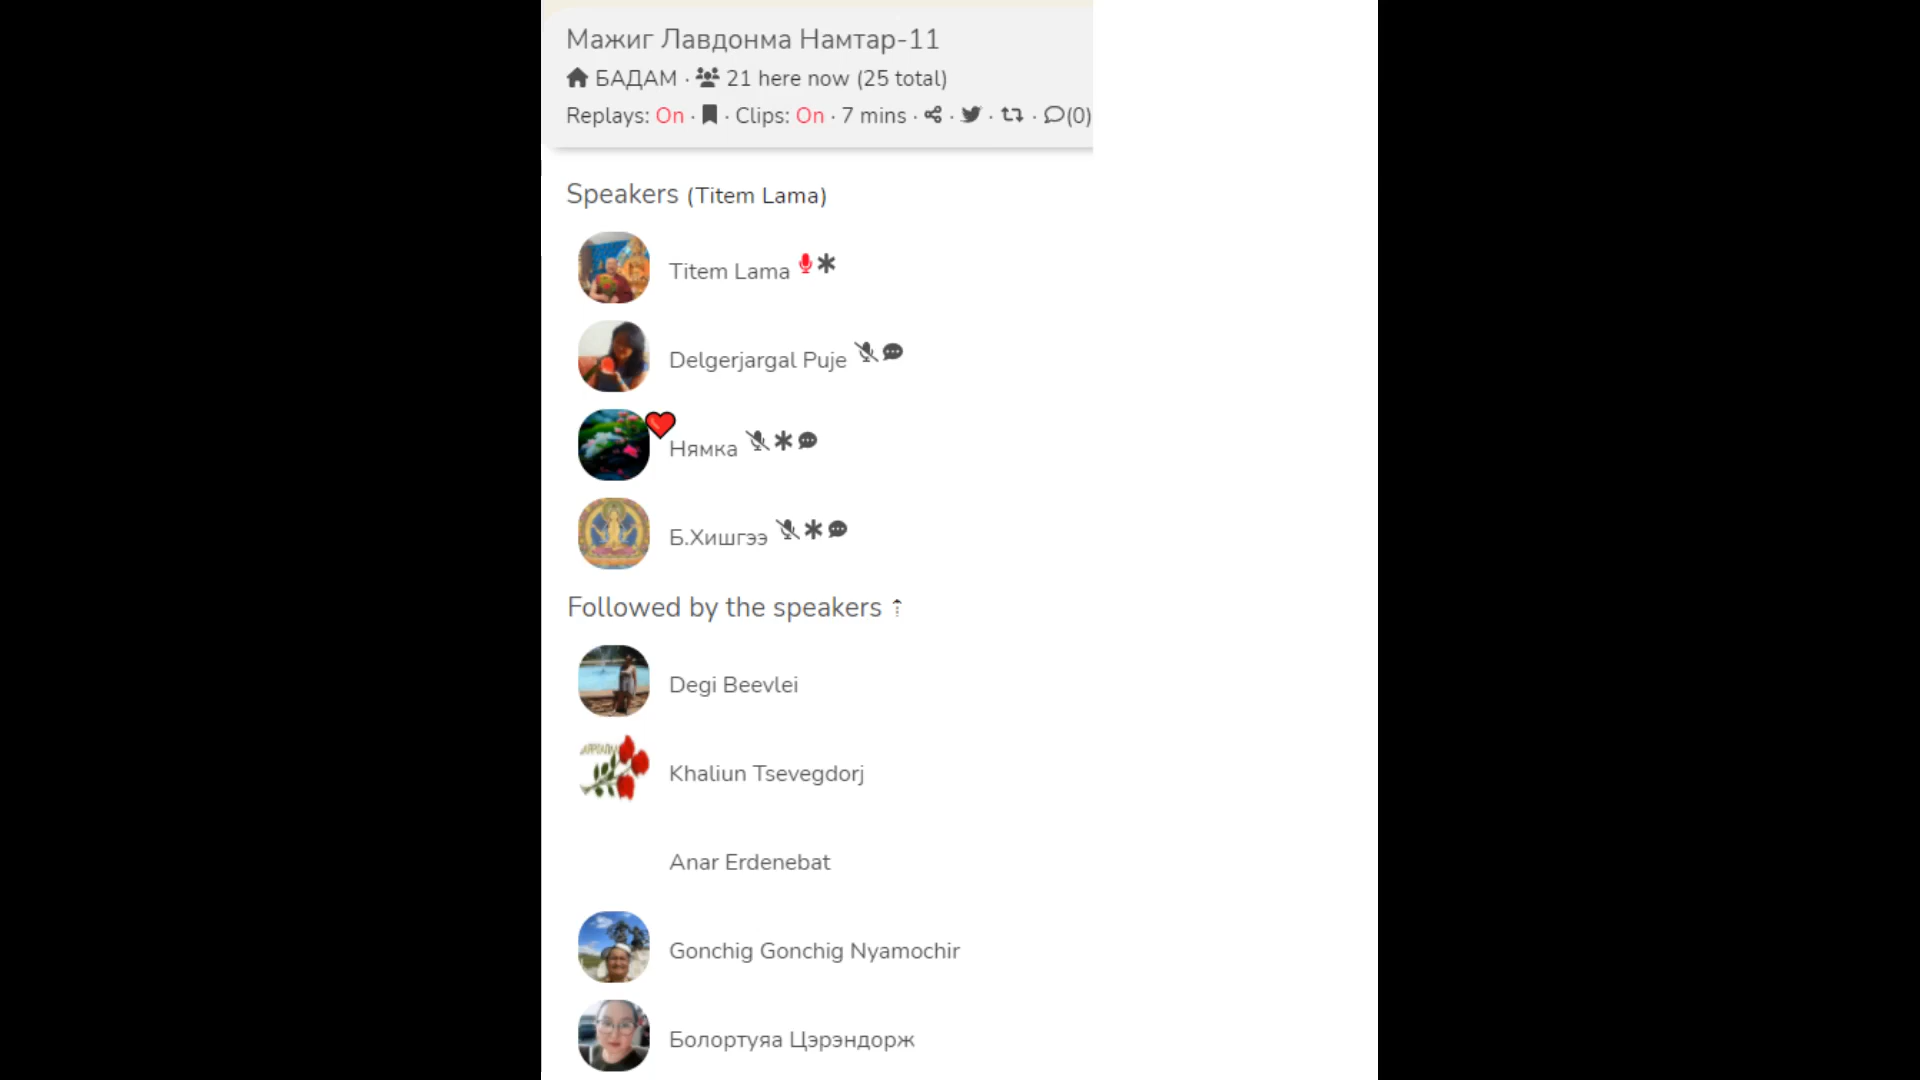 Мажиг Лавдонма Намтар-11
БАДАМ · 21 here now (25 total)
Replays: On · · Clips: On · 7 mins · · · · (0)
Speakers (Titem Lama)
Titem Lama
Delgerjargal Puje
Нямка
Б.Хишгээ
Followed by the speakers
Degi Beevlei
Khaliun Tsevegdorj
Anar Erdenebat
Gonchig Gonchig Nyamochir
Болортуяа Цэрэндорж